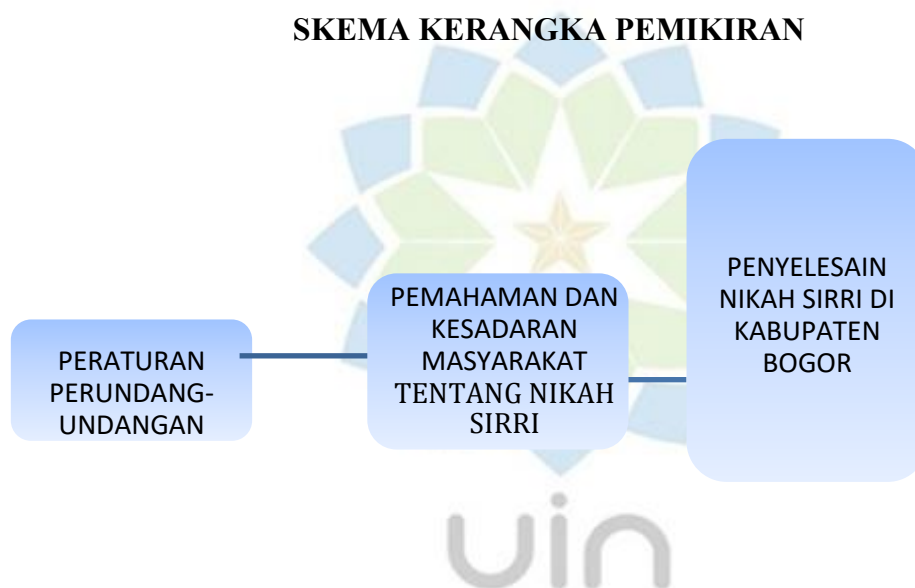 SKEMA KERANGKA PEMIKIRAN
PERATURAN
PERUNDANG-
UNDANGAN
PEMAHAMAN DAN
KESADARAN
MASYARAKAT
TENTANG NIKAH
SIRRI
PENYELESAIN
NIKAH SIRRI DI
KABUPATEN
BOGOR
uin